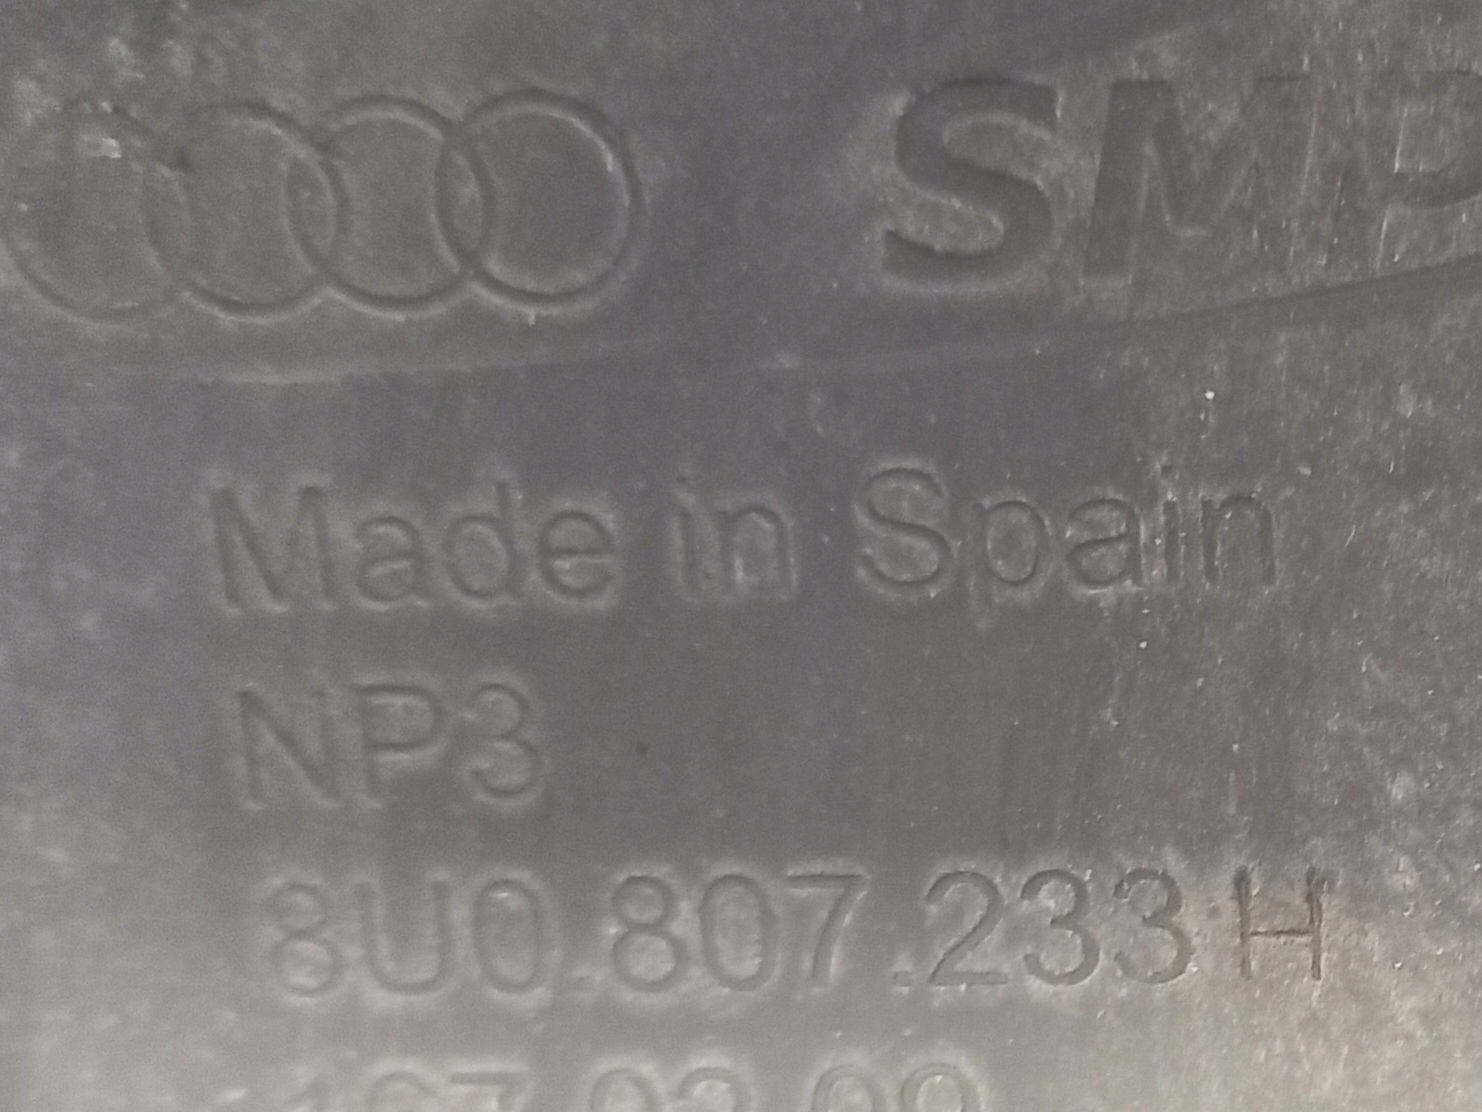 SMP
Made in Spain
NP3
8U0.807.233 H